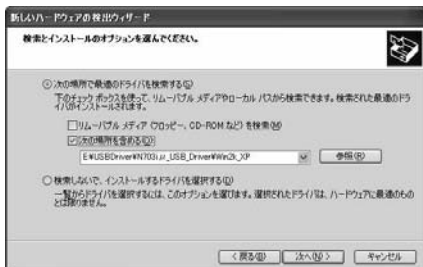 新しいハードウェアの検出ウィザード
検索とインストールのオプションを選んでください。
次の場所で最適のドライバを検索する(S)
下のチェック ボックスを使って、リムーバブル メディアやローカル パスから検索できます。検索された最適のドラ
イバがインストールされます。
リムーバブル メディア (フロッピー、CD-ROM など) を検索(M)
次の場所を含める(O)
E:¥USBDriver¥N703i_USB_Driver¥Win2k_XP
参照(R)
検索しないで、インストールするドライバを選択する(D)
一覧からドライバを選択するには、このオプションを選びます。選択されたドライバは、ハードウェアに最適のもの
とは限りません。
< 戻る(B)
次へ(N) >
キャンセル